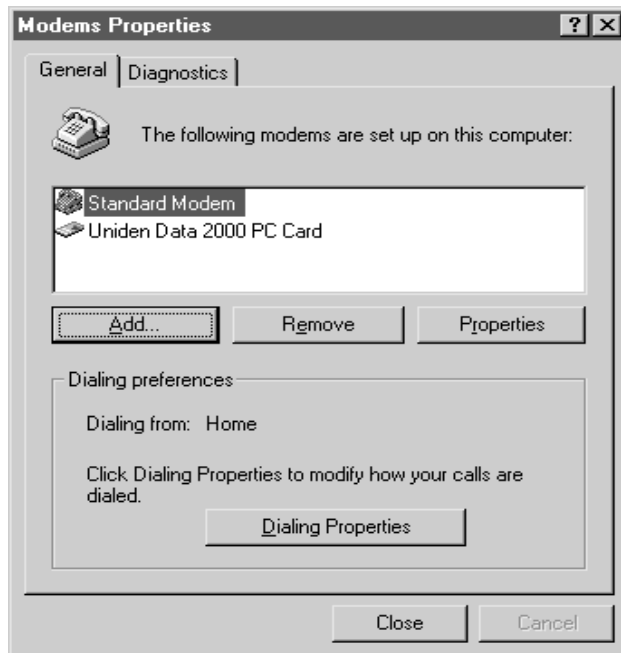 Modems Properties
? X
General Diagnostics
The following modems are set up on this computer:
Standard Modem
Uniden Data 2000 PC Card
Add... Remove Properties
Dialing preferences
Dialing from: Home
Click Dialing Properties to modify how your calls are
dialed.
Dialing Properties
Close Cancel